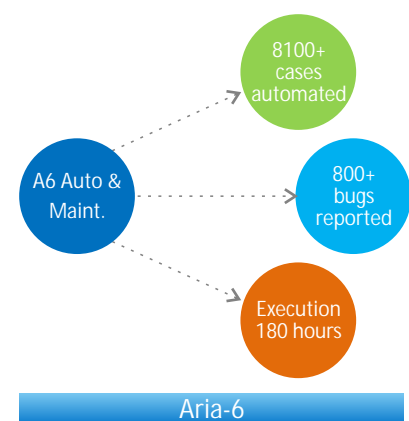 8100+
cases
automated
A6 Auto &
Maint.
800+
bugs
reported
Execution
180 hours
Aria-6